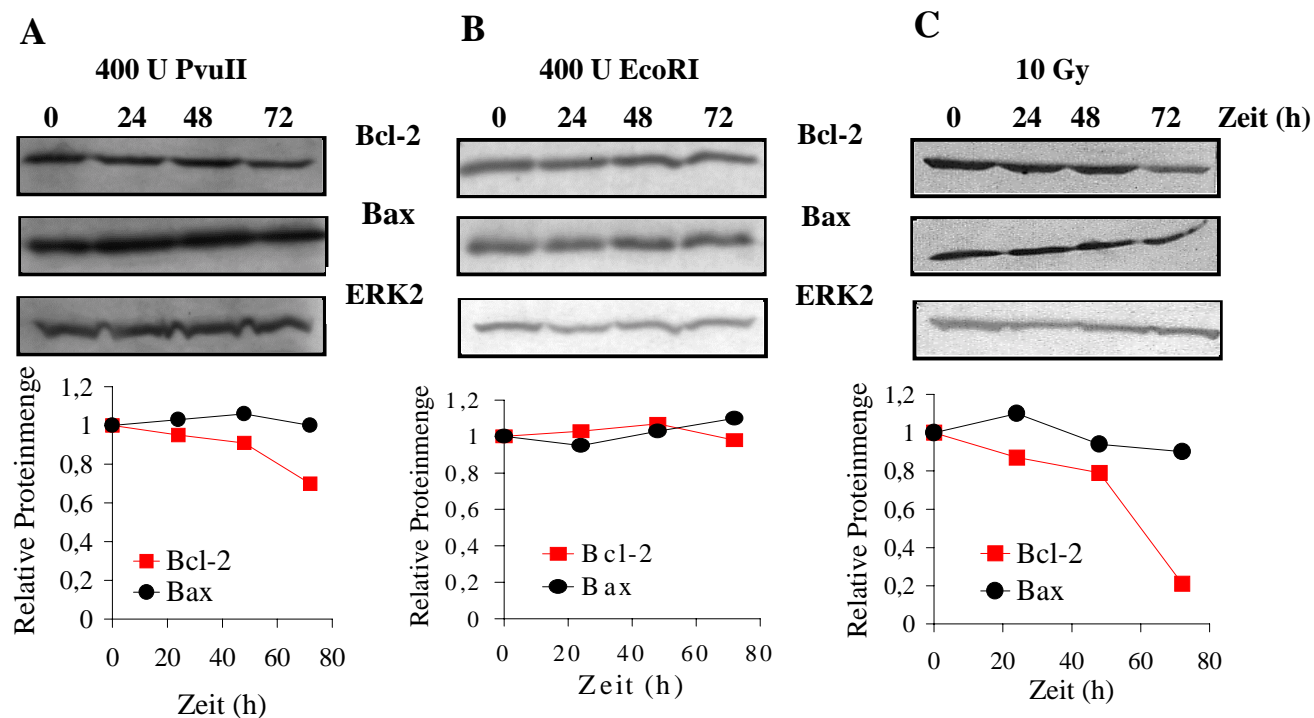 A
B
C
400 U PvuII
400 U EcoRI
10 Gy
0 24 48 72
0 24 48 72
0 24 48 72 Zeit (h)
Bcl-2
Bcl-2
Bax
Bax
ERK2
ERK2
Relative Proteinmenge
1,2
1
0,8
0,6
0,4
0,2
0
Bcl-2
Bax
0 20 40 60 80
Zeit (h)
Relative Proteinmenge
1,2
1
0,8
0,6
0,4
0,2
0
Bcl-2
Bax
0 20 40 60 80
Zeit (h)
Relative Proteinmenge
1,2
1
0,8
0,6
0,4
0,2
0
Bcl-2
Bax
0 20 40 60 80
Zeit (h)